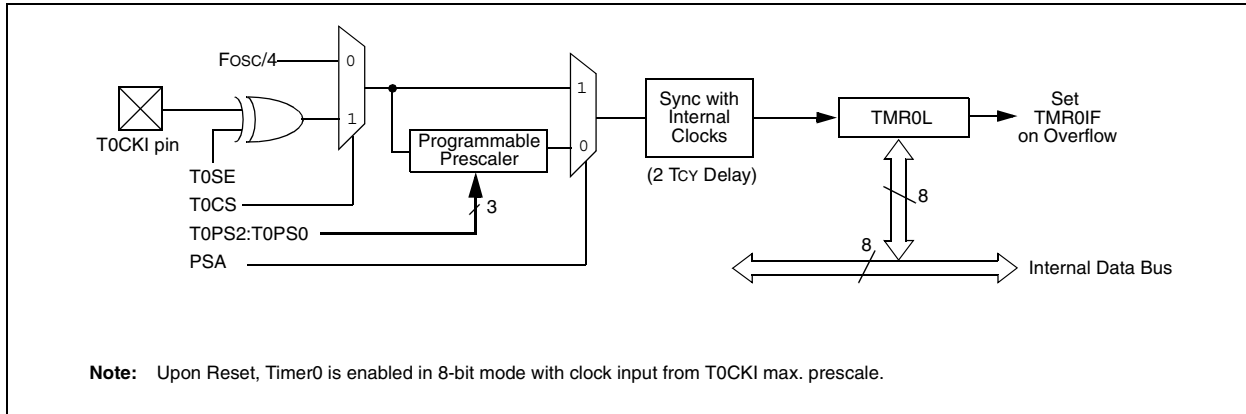 FOSC/4
0
1
T0CKI pin
T0SE
T0CS
T0PS2:T0PS0
PSA
Programmable
Prescaler
3
1
0
Sync with
Internal
Clocks
(2 TCY Delay)
TMR0L
Set
TMR0IF
on Overflow
8
8
Internal Data Bus
Note: Upon Reset, Timer0 is enabled in 8-bit mode with clock input from T0CKI max. prescale.